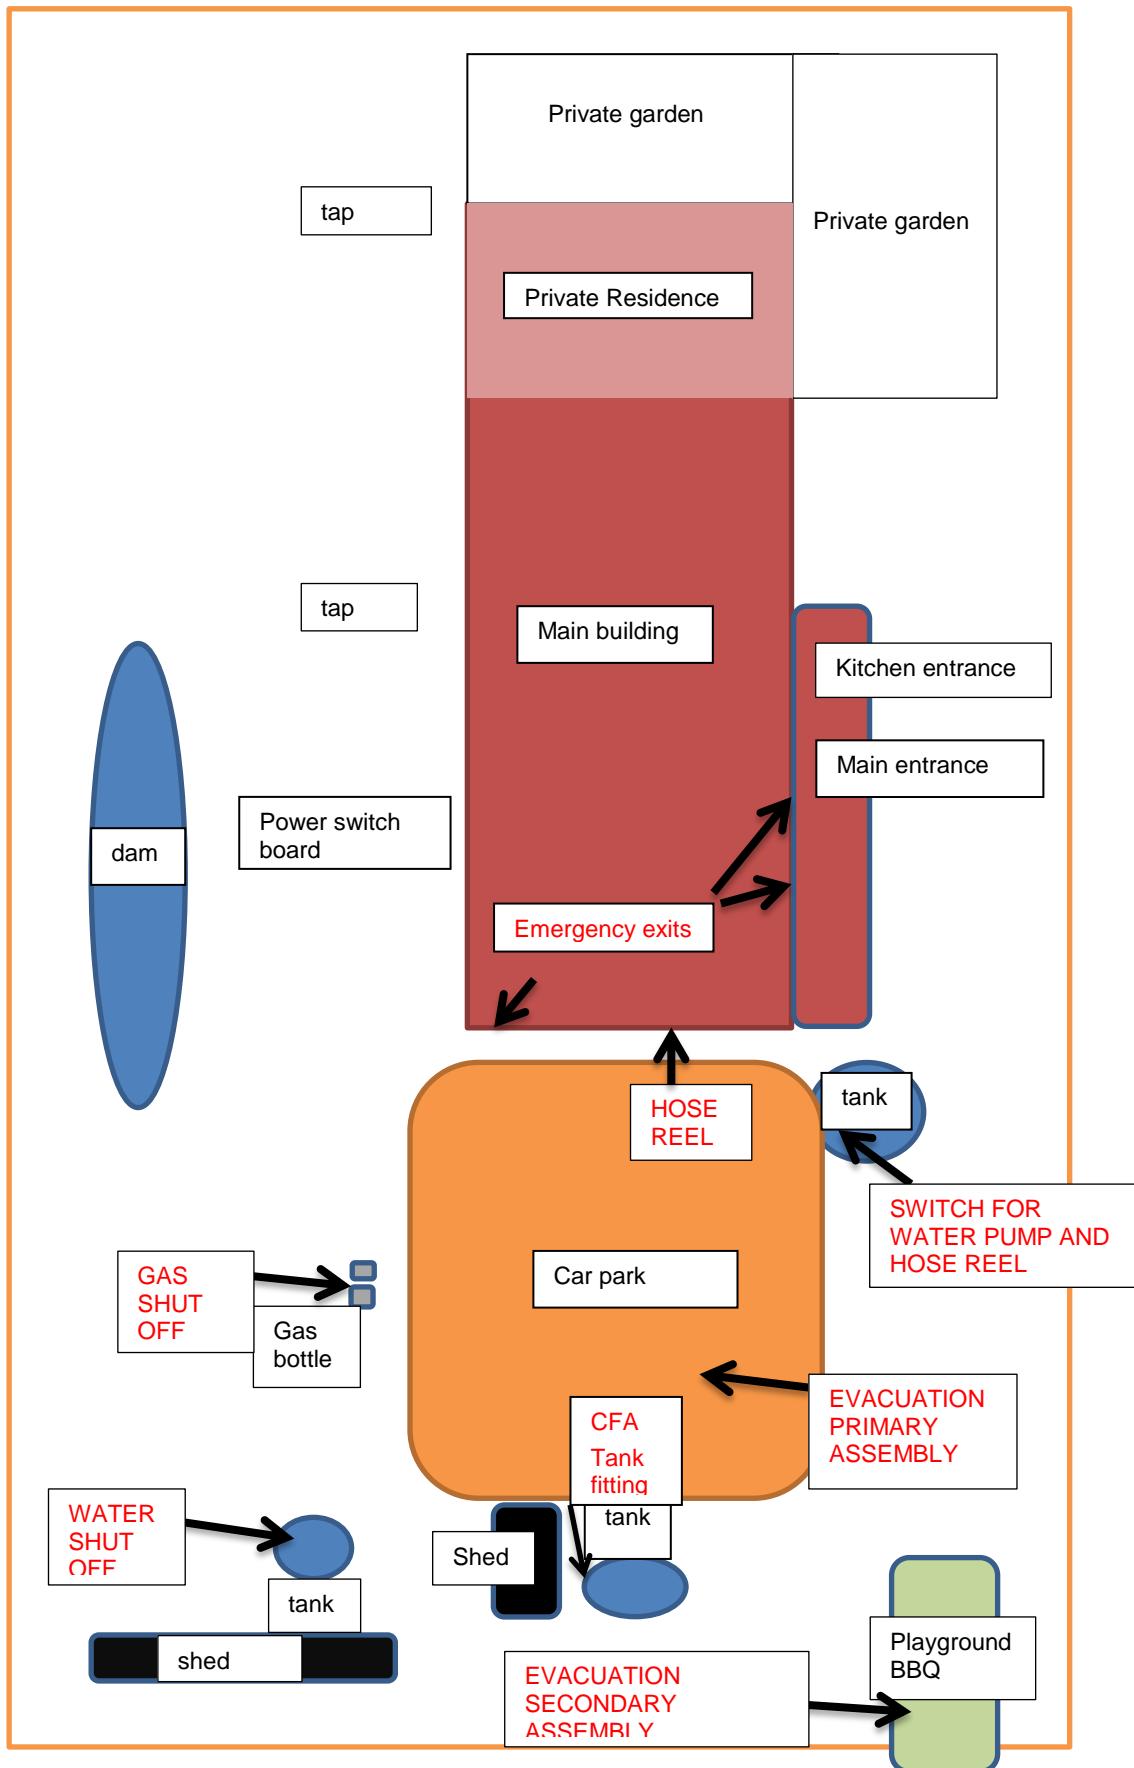 Private garden
tap
Private garden
Private Residence
tap
Main building
Kitchen entrance
Main entrance
Power switch
board
dam
Emergency exits
HOSE
REEL
tank
SWITCH FOR
WATER PUMP AND
HOSE REEL
GAS
SHUT
OFF
Car park
Gas
bottle
EVACUATION
PRIMARY
ASSEMBLY
CFA
Tank
fitting
WATER
SHUT
OFF
tank
Shed
tank
shed
Playground
BBQ
EVACUATION
SECONDARY
ASSEMBLY